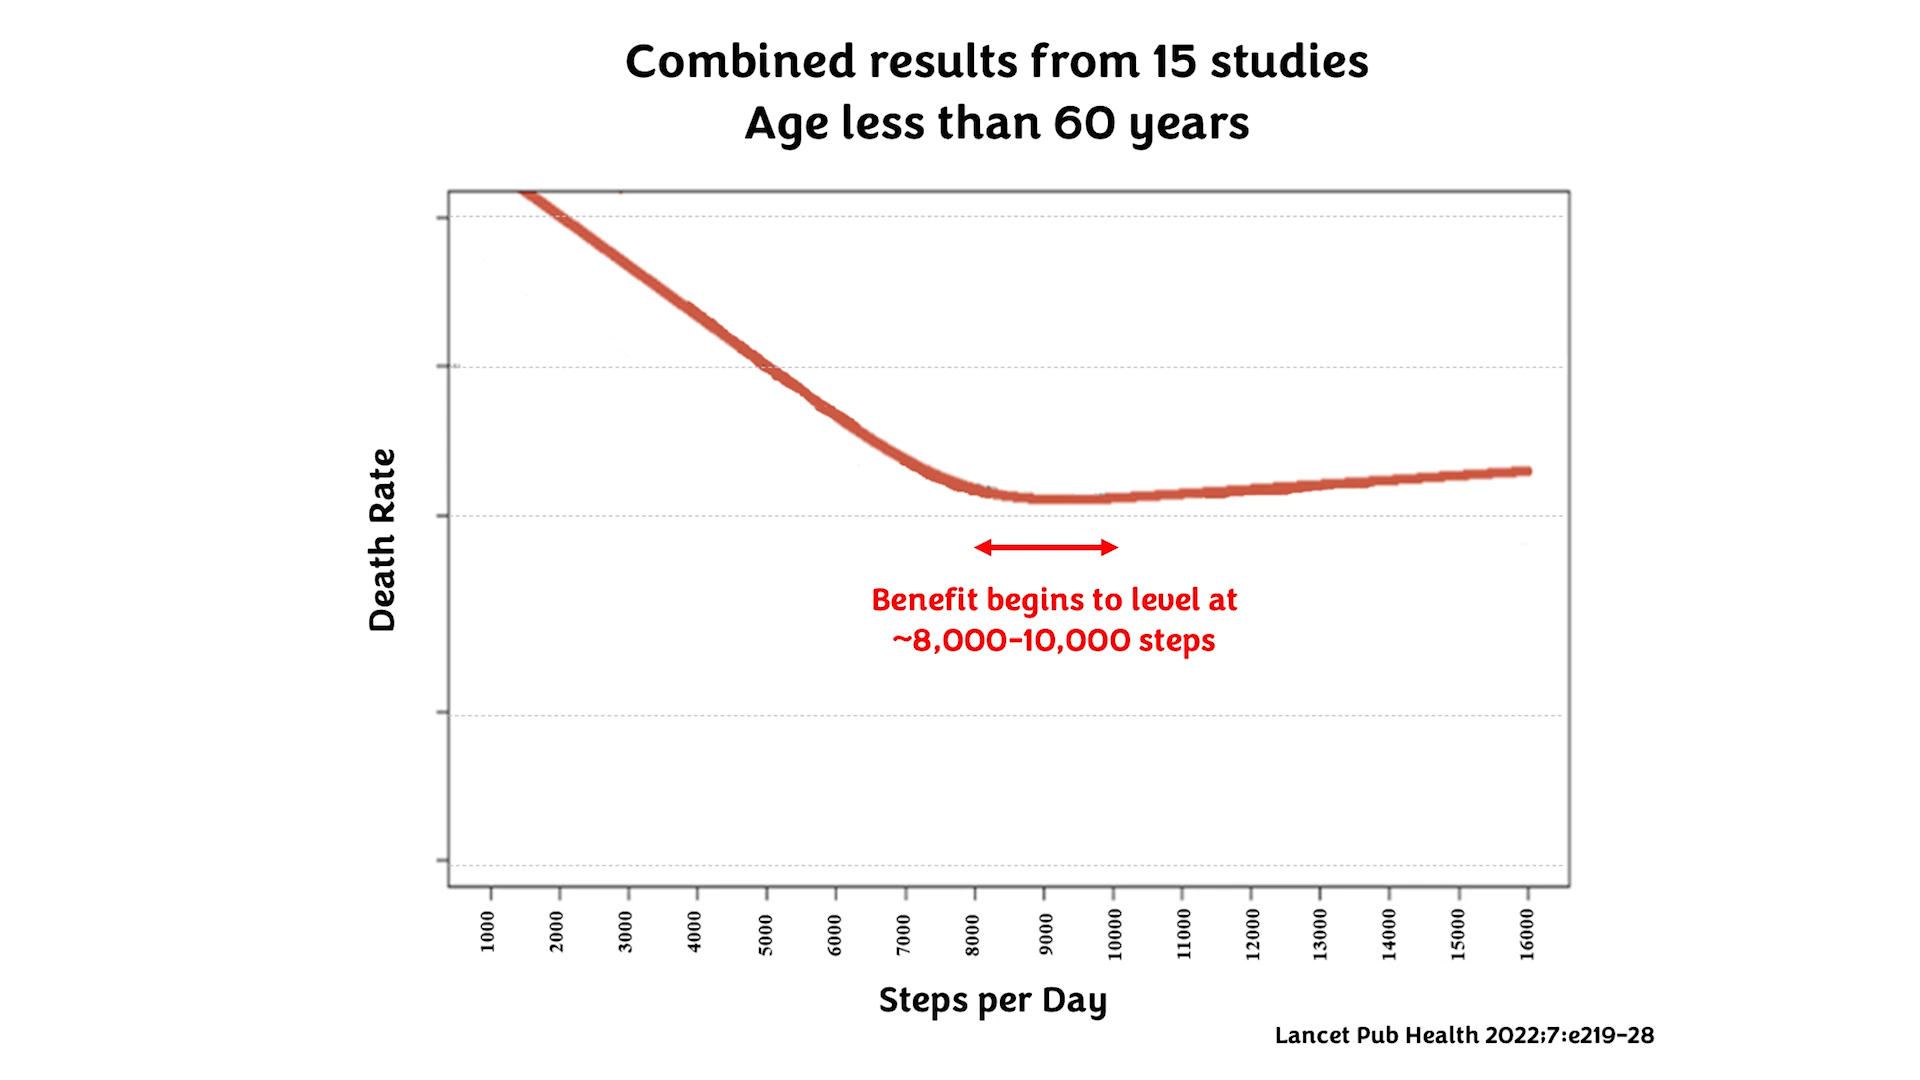 Combined results from 15 studies
Age less than 60 years
Death Rate
Benefit begins to level at
~8,000-10,000 steps
1000 2000 3000 4000 5000 6000 7000 8000 9000 10000 11000 12000 13000 14000 15000 16000
Steps per Day
Lancet Pub Health 2022;7:e219-28